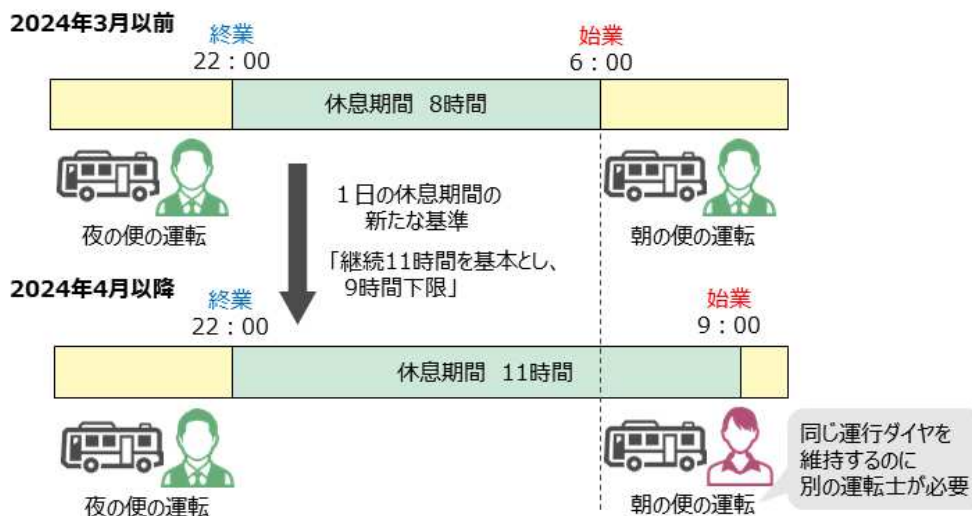 2024年3月以前
終業
22：00
始業
6：00
休息期間 8時間
夜の便の運転
朝の便の運転
１日の休息期間の
新たな基準
「継続11時間を基本とし、
9時間下限」
2024年4月以降
終業
22：00
始業
9：00
休息期間 11時間
夜の便の運転
朝の便の運転
同じ運行ダイヤを
維持するのに
別の運転士が必要